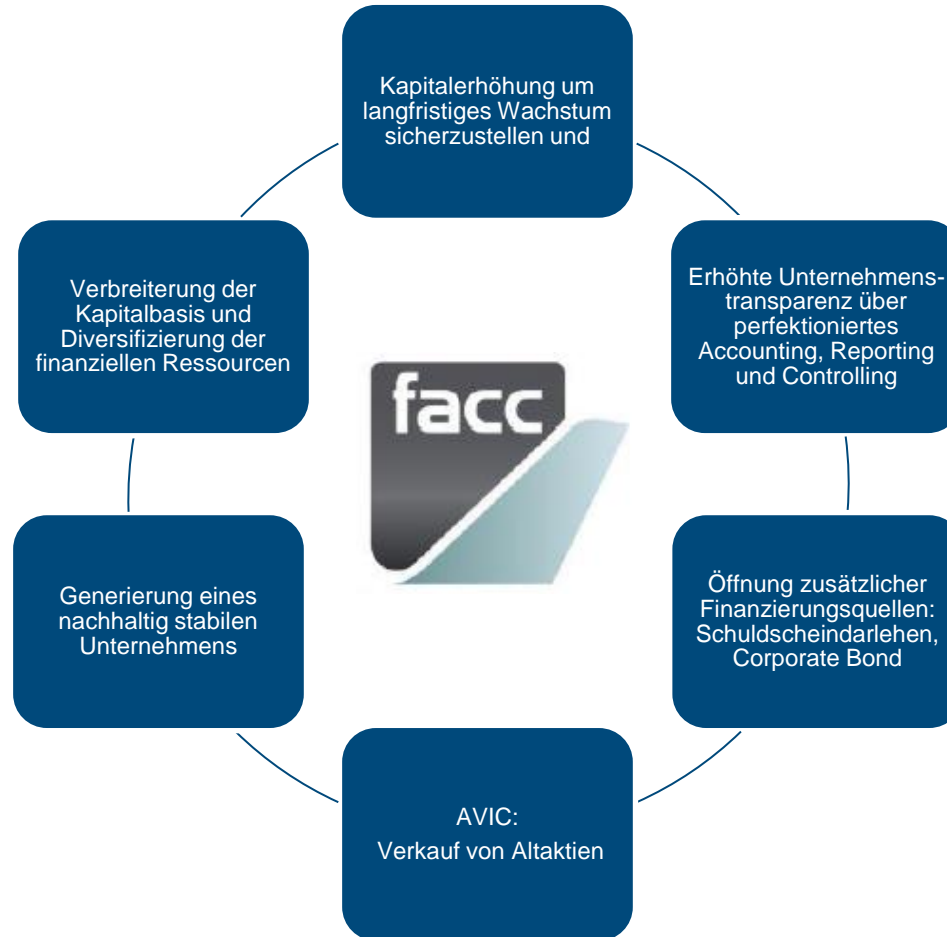 Kapitalerhöhung um
langfristiges Wachstum
sicherzustellen und
Erhöhte Unternehmens-
transparenz über
perfektioniertes
Accounting, Reporting
und Controlling
Öffnung zusätzlicher
Finanzierungsquellen:
Schuldscheindarlehen,
Corporate Bond
AVIC:
Verkauf von Altaktien
Generierung eines
nachhaltig stabilen
Unternehmens
Verbreiterung der
Kapitalbasis und
Diversifizierung der
finanziellen Ressourcen
facc